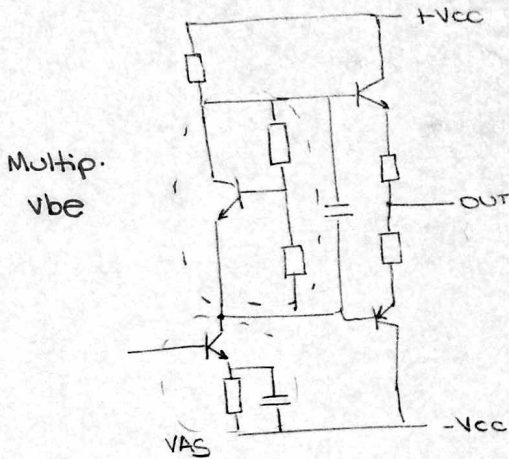 +Vcc
Multip.
Vbe
OUT
-Vcc
VAS